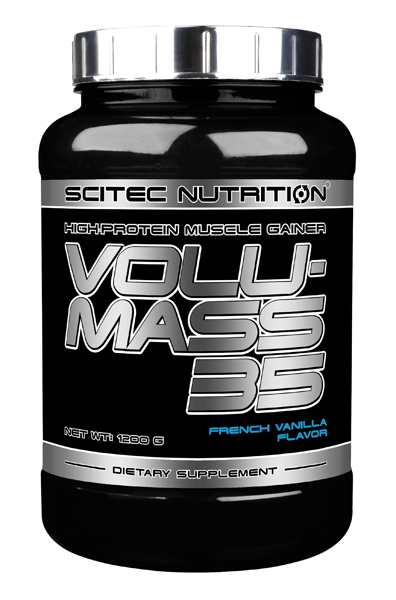 SCITEC NUTRITION®
HIGH-PROTEIN MUSCLE GAINER
VOLU-
MASS
35
FRENCH VANILLA
FLAVOR
NET WT: 1200 G
DIETARY SUPPLEMENT